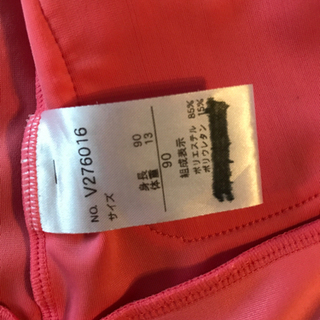 NO. V276016
サイズ
身長 90
体重 13
90
組成表示
ポリエステル 85%
ポリウレタン 15%